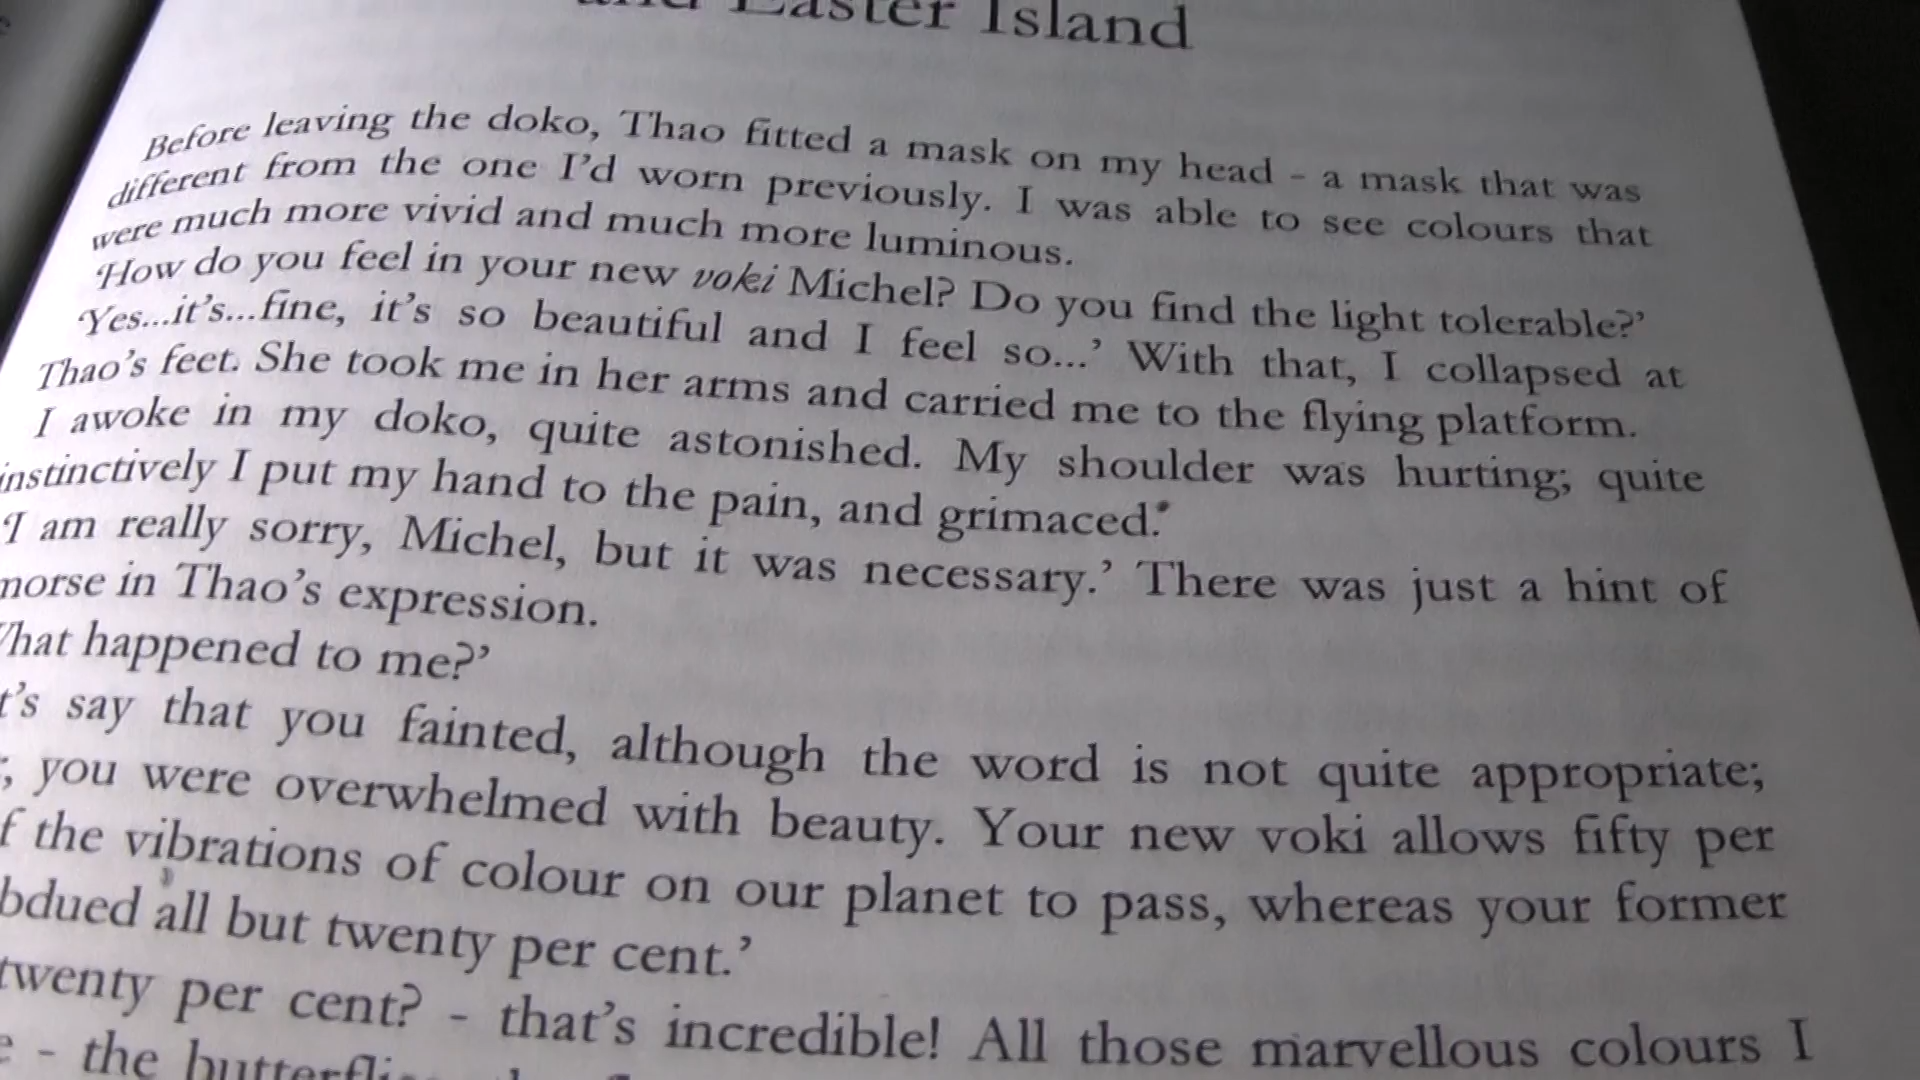 Easter Island
Before leaving the doko, Thao fitted a mask on my head - a mask that was
different from the one I’d worn previously. I was able to see colours that
were much more vivid and much more luminous.
‘How do you feel in your new voki Michel? Do you find the light tolerable?’
‘Yes...it’s...fine, it’s so beautiful and I feel so...’ With that, I collapsed at
Thao’s feet. She took me in her arms and carried me to the flying platform.
I awoke in my doko, quite astonished. My shoulder was hurting; quite
instinctively I put my hand to the pain, and grimaced.
‘I am really sorry, Michel, but it was necessary.’ There was just a hint of
morse in Thao’s expression.
What happened to me?’
t’s say that you fainted, although the word is not quite appropriate;
, you were overwhelmed with beauty. Your new voki allows fifty per
f the vibrations of colour on our planet to pass, whereas your former
bdued all but twenty per cent.’
twenty per cent? - that’s incredible! All those marvellous colours I
- the